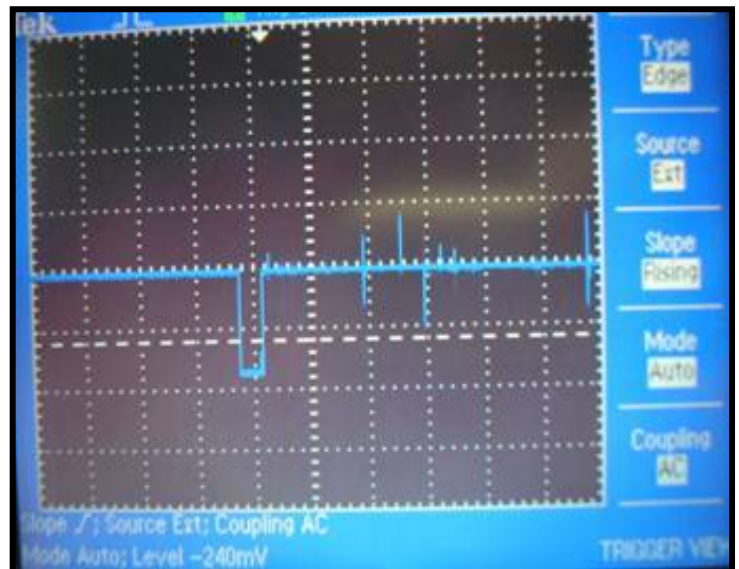 Tek
Type
Edge
Source
Ext
Slope
Rising
Mode
Auto
Coupling
AC
Slope ; Source Ext; Coupling AC
Mode Auto; Level -240mV
TRIGGER VIEW